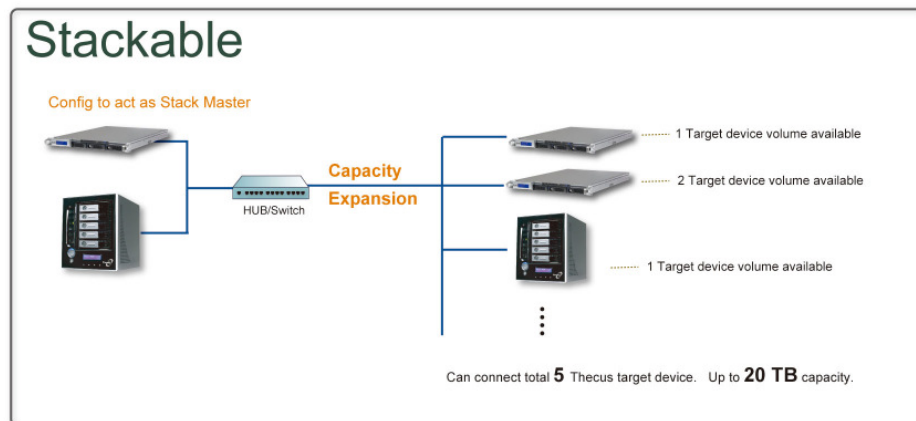 Stackable
Config to act as Stack Master
HUB/Switch
Capacity
Expansion
1 Target device volume available
2 Target device volume available
1 Target device volume available
Can connect total 5 Thecus target device. Up to 20 TB capacity.